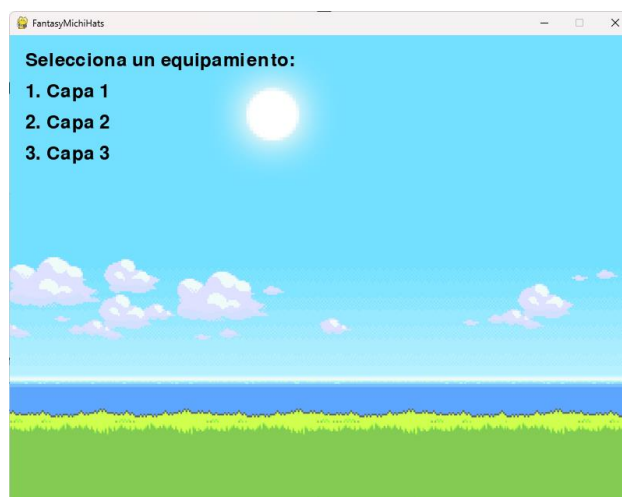 FantasyMichiHats
Selecciona un equipamiento:
1. Capa 1
2. Capa 2
3. Capa 3